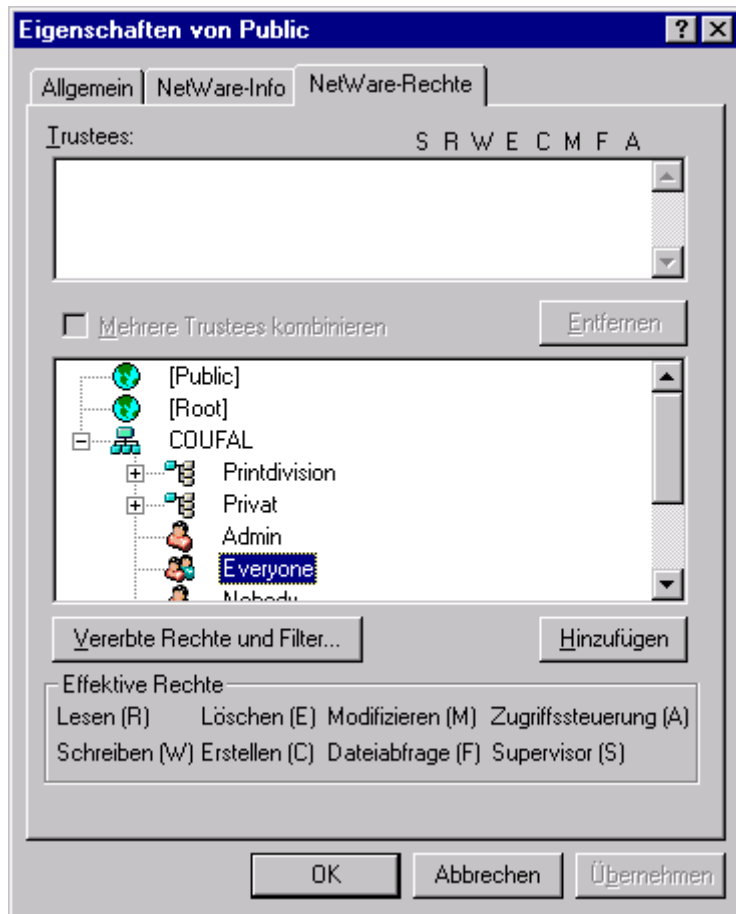 Eigenschaften von Public
Allgemein NetWare-Info NetWare-Rechte
Trustees: S R W E C M F A
Mehrere Trustees kombinieren Entfernen
[Public]
[Root]
COUFAL
Printdivision
Privat
Admin
Everyone
Nobody
Vererbte Rechte und Filter... Hinzufügen
Effektive Rechte
Lesen (R) Löschen (E) Modifizieren (M) Zugriffssteuerung (A)
Schreiben (W) Erstellen (C) Dateiabfrage (F) Supervisor (S)
OK Abbrechen Übernehmen